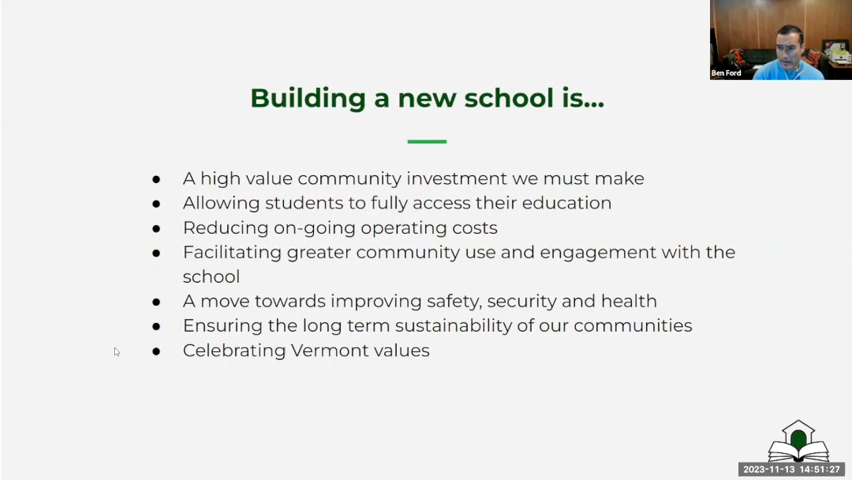 Ben Ford
Building a new school is...
● A high value community investment we must make
● Allowing students to fully access their education
● Reducing on-going operating costs
● Facilitating greater community use and engagement with the
school
● A move towards improving safety, security and health
● Ensuring the long term sustainability of our communities
● Celebrating Vermont values
2023-11-13 14:51:27